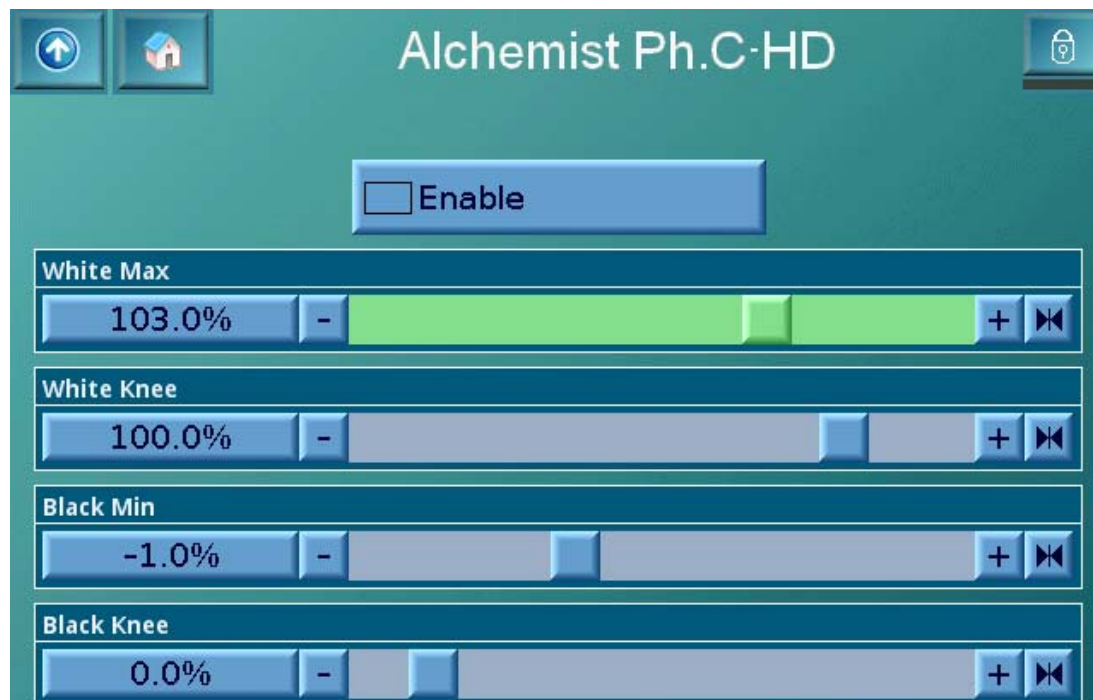 Alchemist Ph.C-HD
Enable
White Max
103.0% - +
White Knee
100.0% - +
Black Min
-1.0% - +
Black Knee
0.0% - +